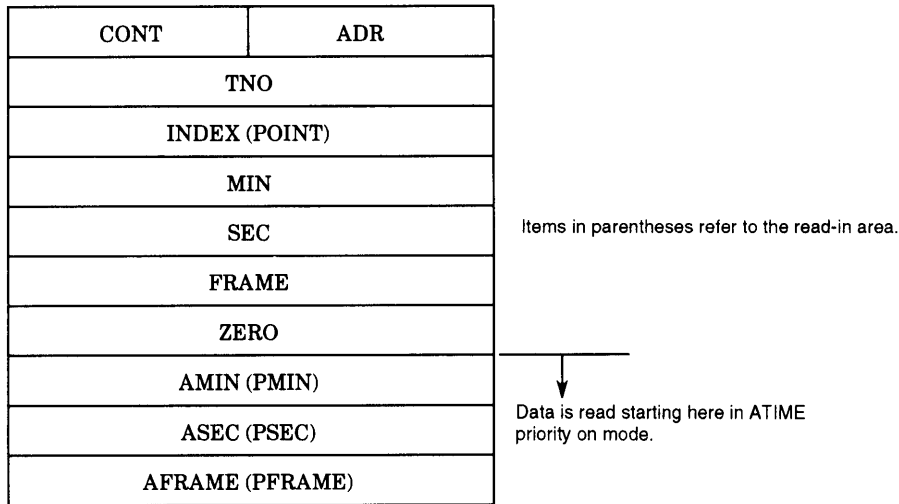 CONT ADR
TNO
INDEX (POINT)
MIN
SEC
Items in parentheses refer to the read-in area.
FRAME
ZERO
AMIN (PMIN)
Data is read starting here in ATIME
priority on mode.
ASEC (PSEC)
AFRAME (PFRAME)